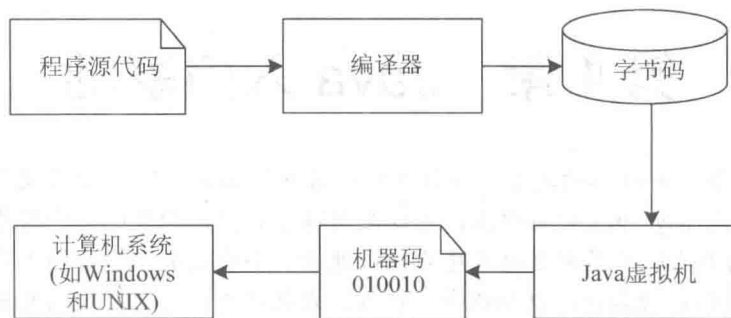 程序源代码
编译器
字节码
Java虚拟机
机器码
010010
计算机系统
(如Windows
和UNIX)